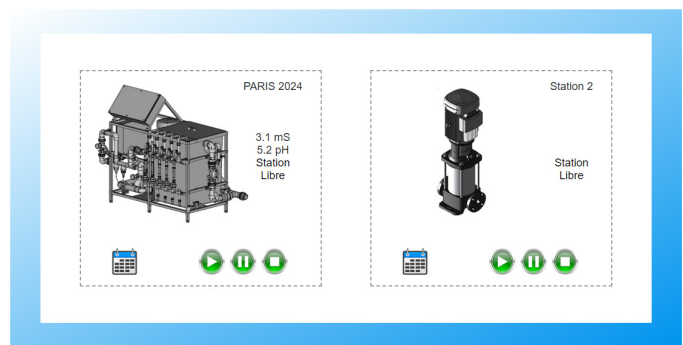 PARIS 2024
3.1 mS
5.2 pH
Station
Libre
Station 2
Station
Libre